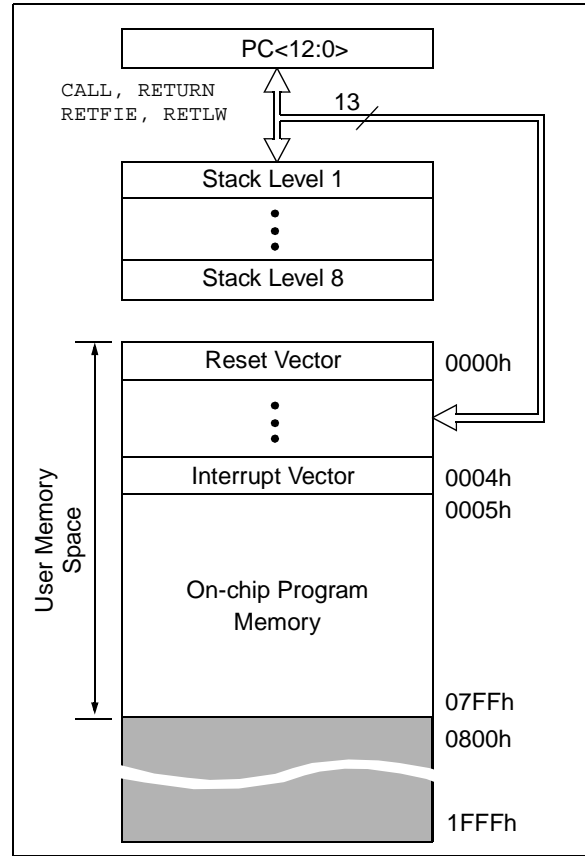 PC<12:0>
CALL, RETURN
RETFIE, RETLW
13
Stack Level 1
Stack Level 8
Reset Vector
0000h
Interrupt Vector
0004h
0005h
User Memory
Space
On-chip Program
Memory
07FFh
0800h
1FFFh